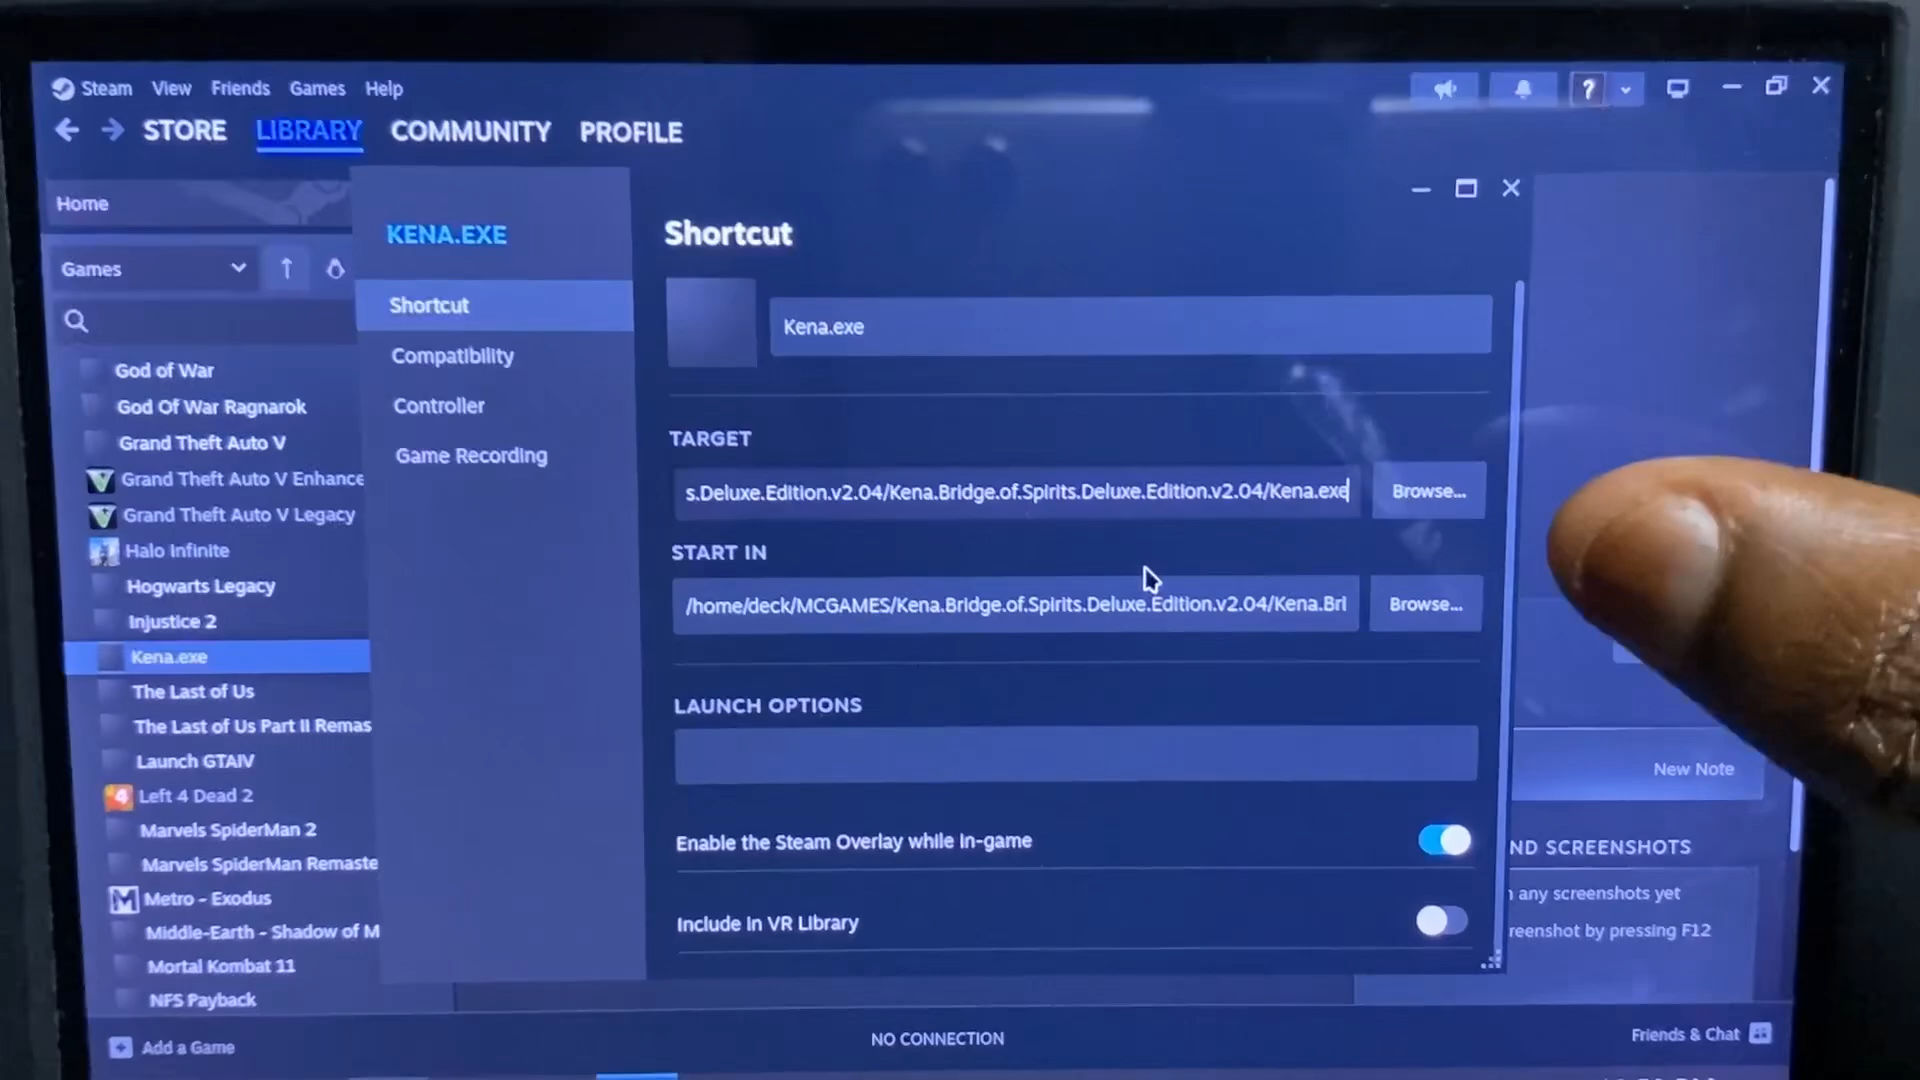 Steam View Friends Games Help
?
STORE LIBRARY COMMUNITY PROFILE
Home
Games
God of War
God Of War Ragnarok
Grand Theft Auto V
Grand Theft Auto V Enhance
Grand Theft Auto V Legacy
Halo Infinite
Hogwarts Legacy
Injustice 2
Kena.exe
The Last of Us
The Last of Us Part II Remas
Launch GTAIV
Left 4 Dead 2
Marvels SpiderMan 2
Marvels SpiderMan Remaste
Metro - Exodus
Middle-Earth - Shadow of M
Mortal Kombat 11
NFS Payback
Add a Game
KENA.EXE
Shortcut
Compatibility
Controller
Game Recording
Shortcut
Kena.exe
TARGET
s.Deluxe.Edition.v2.04/Kena.Bridge.of.Spirits.Deluxe.Edition.v2.04/Kena.exe
Browse...
START IN
/home/deck/MCGAMES/Kena.Bridge.of.Spirits.Deluxe.Edition.v2.04/Kena.Bri
Browse...
LAUNCH OPTIONS
Enable the Steam Overlay while in-game
Include in VR Library
New Note
ND SCREENSHOTS
any screenshots yet
reenshot by pressing F12
NO CONNECTION
Friends & Chat